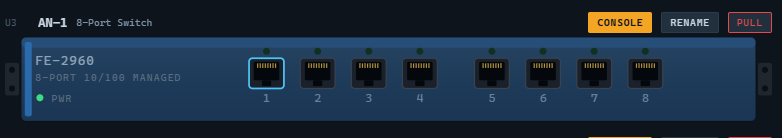 U3 AN-1 8-Port Switch CONSOLE RENAME PULL
FE-2960
8-PORT 10/100 MANAGED
PWR 1 2 3 4 5 6 7 8